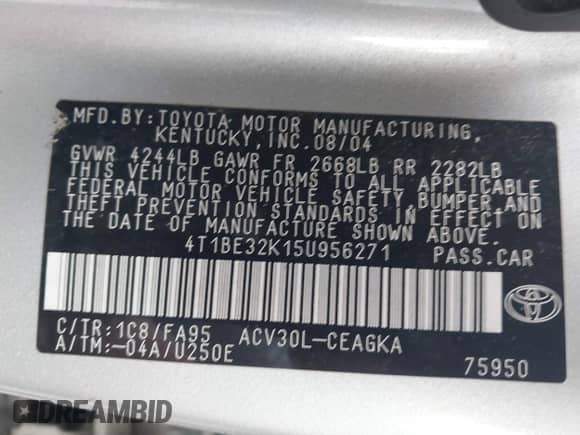 MFD.BY:TOYOTA MOTOR MANUFACTURING,
KENTUCKY,INC.08/04
GVWR 4244LB GAWR FR 2668LB RR 2282LB
THIS VEHICLE CONFORMS TO ALL APPLICABLE
FEDERAL MOTOR VEHICLE SAFETY,BUMPER AND
THEFT PREVENTION STANDARDS IN EFFECT ON
THE DATE OF MANUFACTURE SHOWN ABOVE.
4T1BE32K15U956271 PASS.CAR
C/TR:1C8/FA95 ACV30L-CEAGKA
A/TM:-04A/U250E
75950
DREAMBID